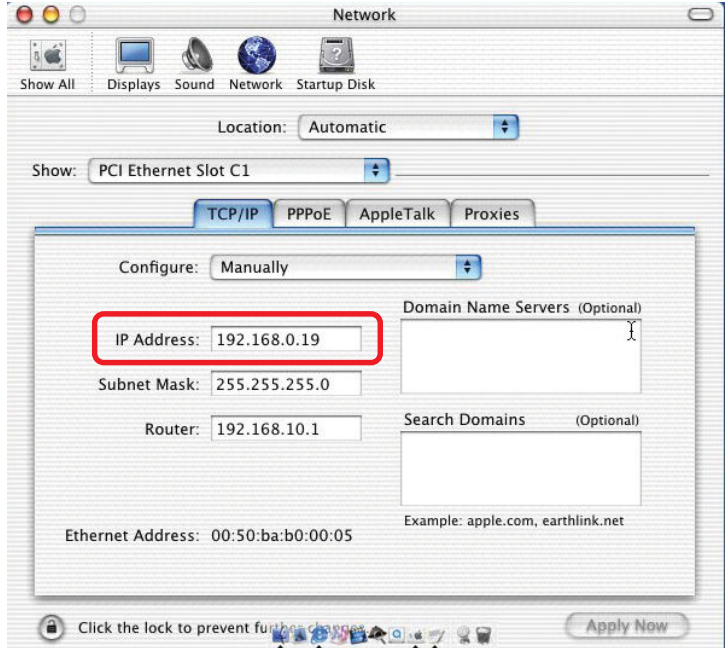 Network
Show All Displays Sound Network Startup Disk
Location: Automatic
Show: PCI Ethernet Slot C1
TCP/IP PPPoE AppleTalk Proxies
Configure: Manually
Domain Name Servers (Optional)
IP Address: 192.168.0.19
Subnet Mask: 255.255.255.0
Search Domains (Optional)
Router: 192.168.10.1
Example: apple.com, earthlink.net
Ethernet Address: 00:50:ba:b0:00:05
Click the lock to prevent further changes.
Apply Now